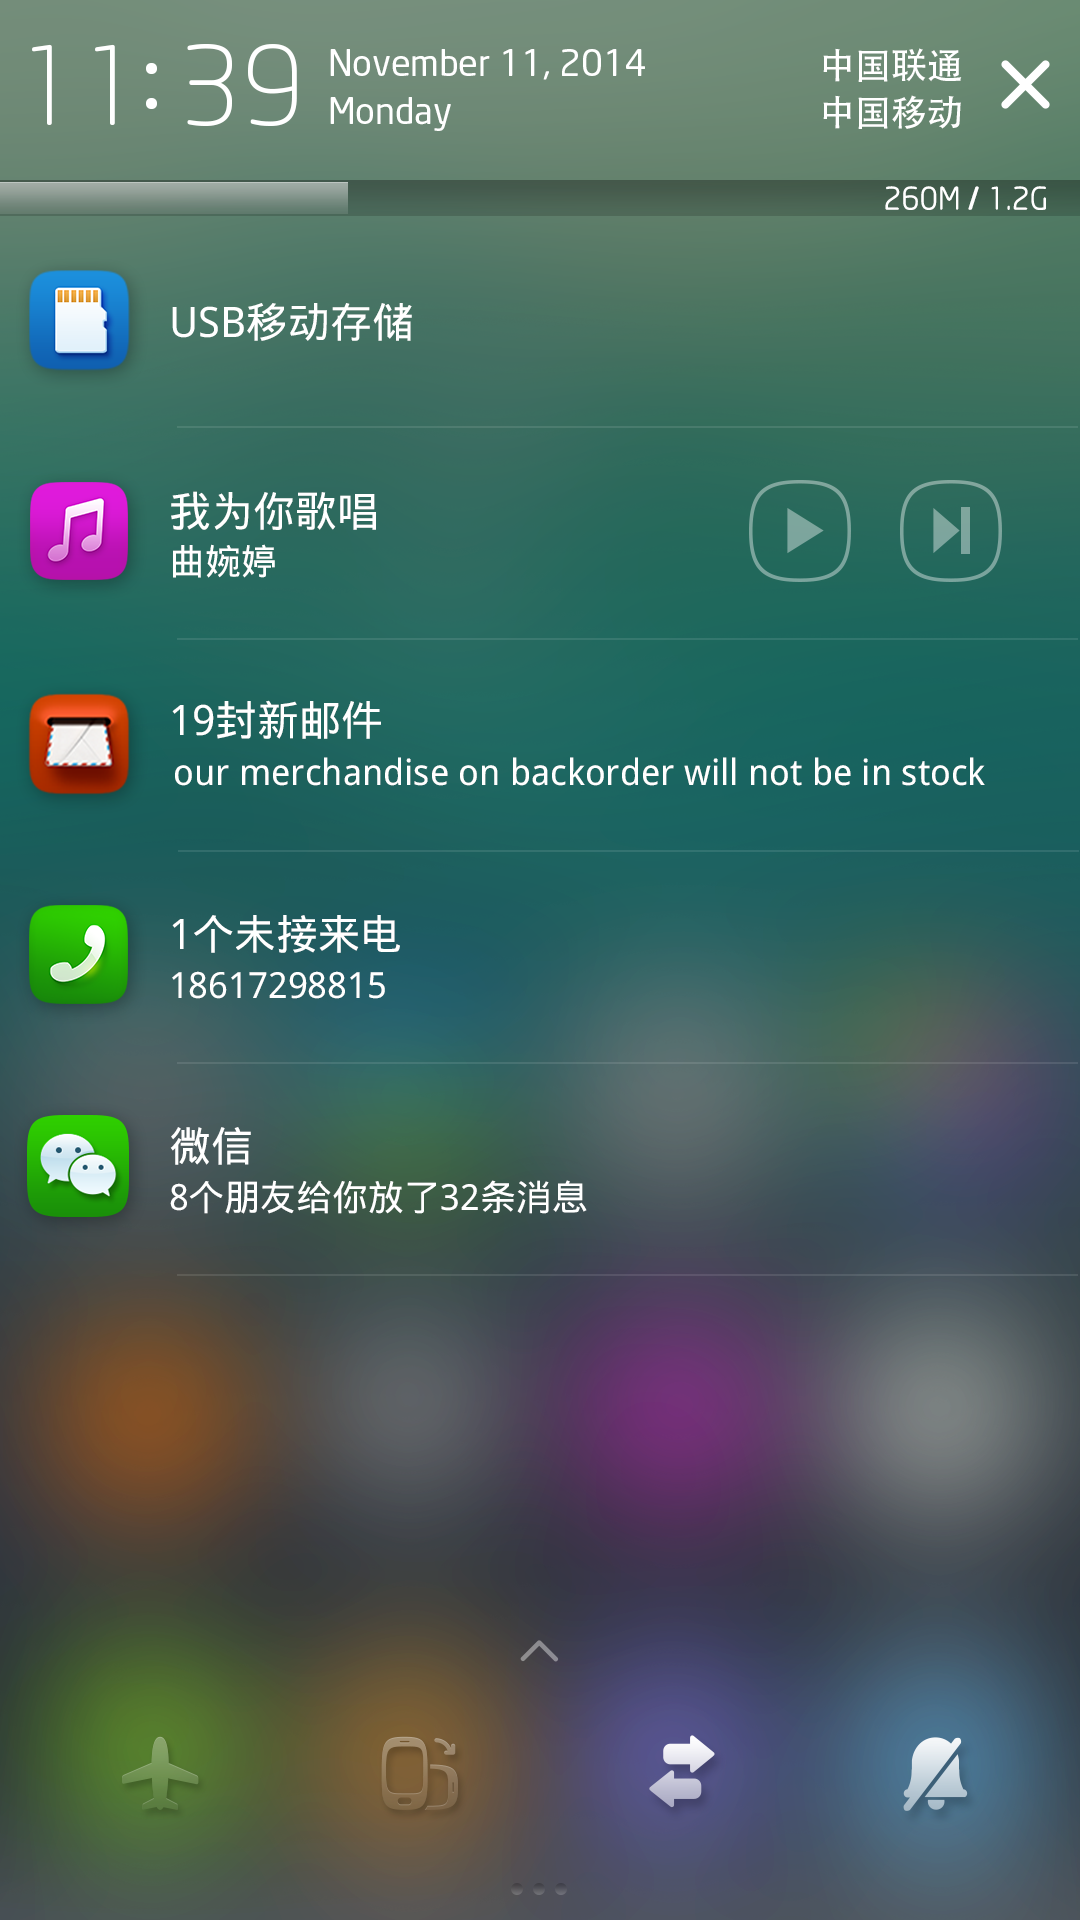 11:39
November 11, 2014
Monday
中国联通
中国移动
260M / 1.2G
USB移动存储
我为你歌唱
曲婉婷
19封新邮件
our merchandise on backorder will not be in stock
1个未接来电
18617298815
微信
8个朋友给你放了32条消息